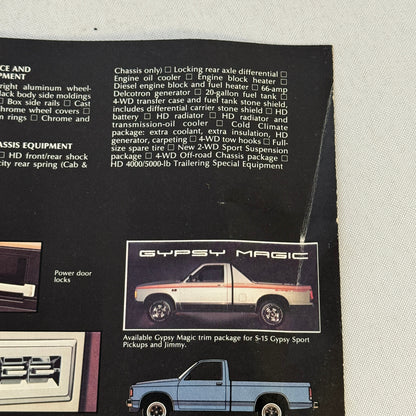 CE AND
PMENT
right aluminum wheel-
lack body side moldings
□ Box side rails □ Cast
hrome wheel covers □
m rings □ Chrome and
ASSIS EQUIPMENT
□ HD front/rear shock
city rear spring (Cab &
Chassis only) □ Locking rear axle differential □
Engine oil cooler □ Engine block heater □
Diesel engine block and fuel heater □ 66-amp
Delcotron generator □ 20-gallon fuel tank □
4-WD transfer case and fuel tank stone shield,
includes differential carrier stone shield □ HD
battery □ HD radiator □ HD radiator and
transmission-oil cooler □ Cold Climate
package: extra coolant, extra insulation, HD
generator, carpeting □ 4-WD tow hooks □ Full-
size spare tire □ New 2-WD Sport Suspension
package □ 4-WD Off-road Chassis package □
HD 4000/5000-lb Trailering Special Equipment
Power door
locks
GYPSY MAGIC
Available Gypsy Magic trim package for S-15 Gypsy Sport
Pickups and Jimmy.